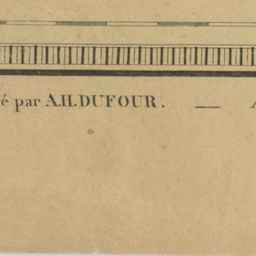 é par A.H. DUFOUR. —